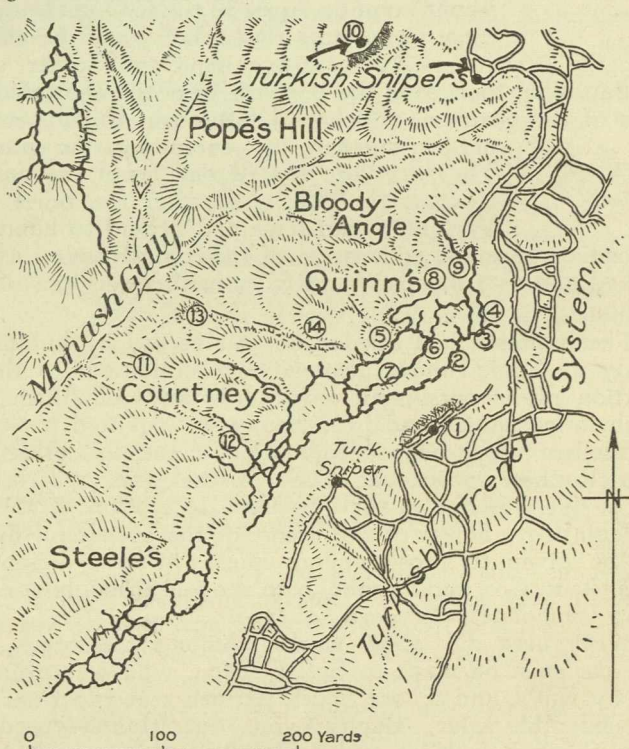 ⑩
Turkish Snipers
Pope's Hill
Bloody
Angle
Monash Gully
Quinn's
⑧
⑨
⑬
⑭
⑤
④
③
⑥
②
⑦
⑪
Courtney's
⑫
①
Turk
Sniper
Turkish Trench System
N
Steele's
0 100 200 Yards